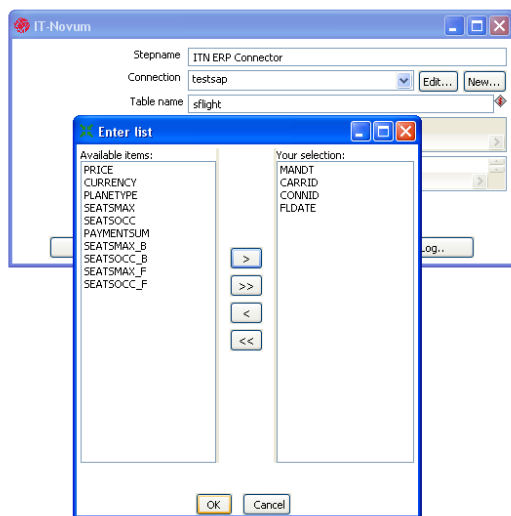 IT-Novum
Stepname ITN ERP Connector
Connection testsap Edit... New...
Table name sflight
Enter list
Available items: Your selection:
PRICE MANDT
CURRENCY CARRID
PLANETYPE CONNID
SEATSMAX FLDATE
SEATSOCC
PAYMENTSUM
SEATSMAX_B
SEATSOCC_B
SEATSMAX_F
SEATSOCC_F
>
>>
<
<<
Log..
OK Cancel